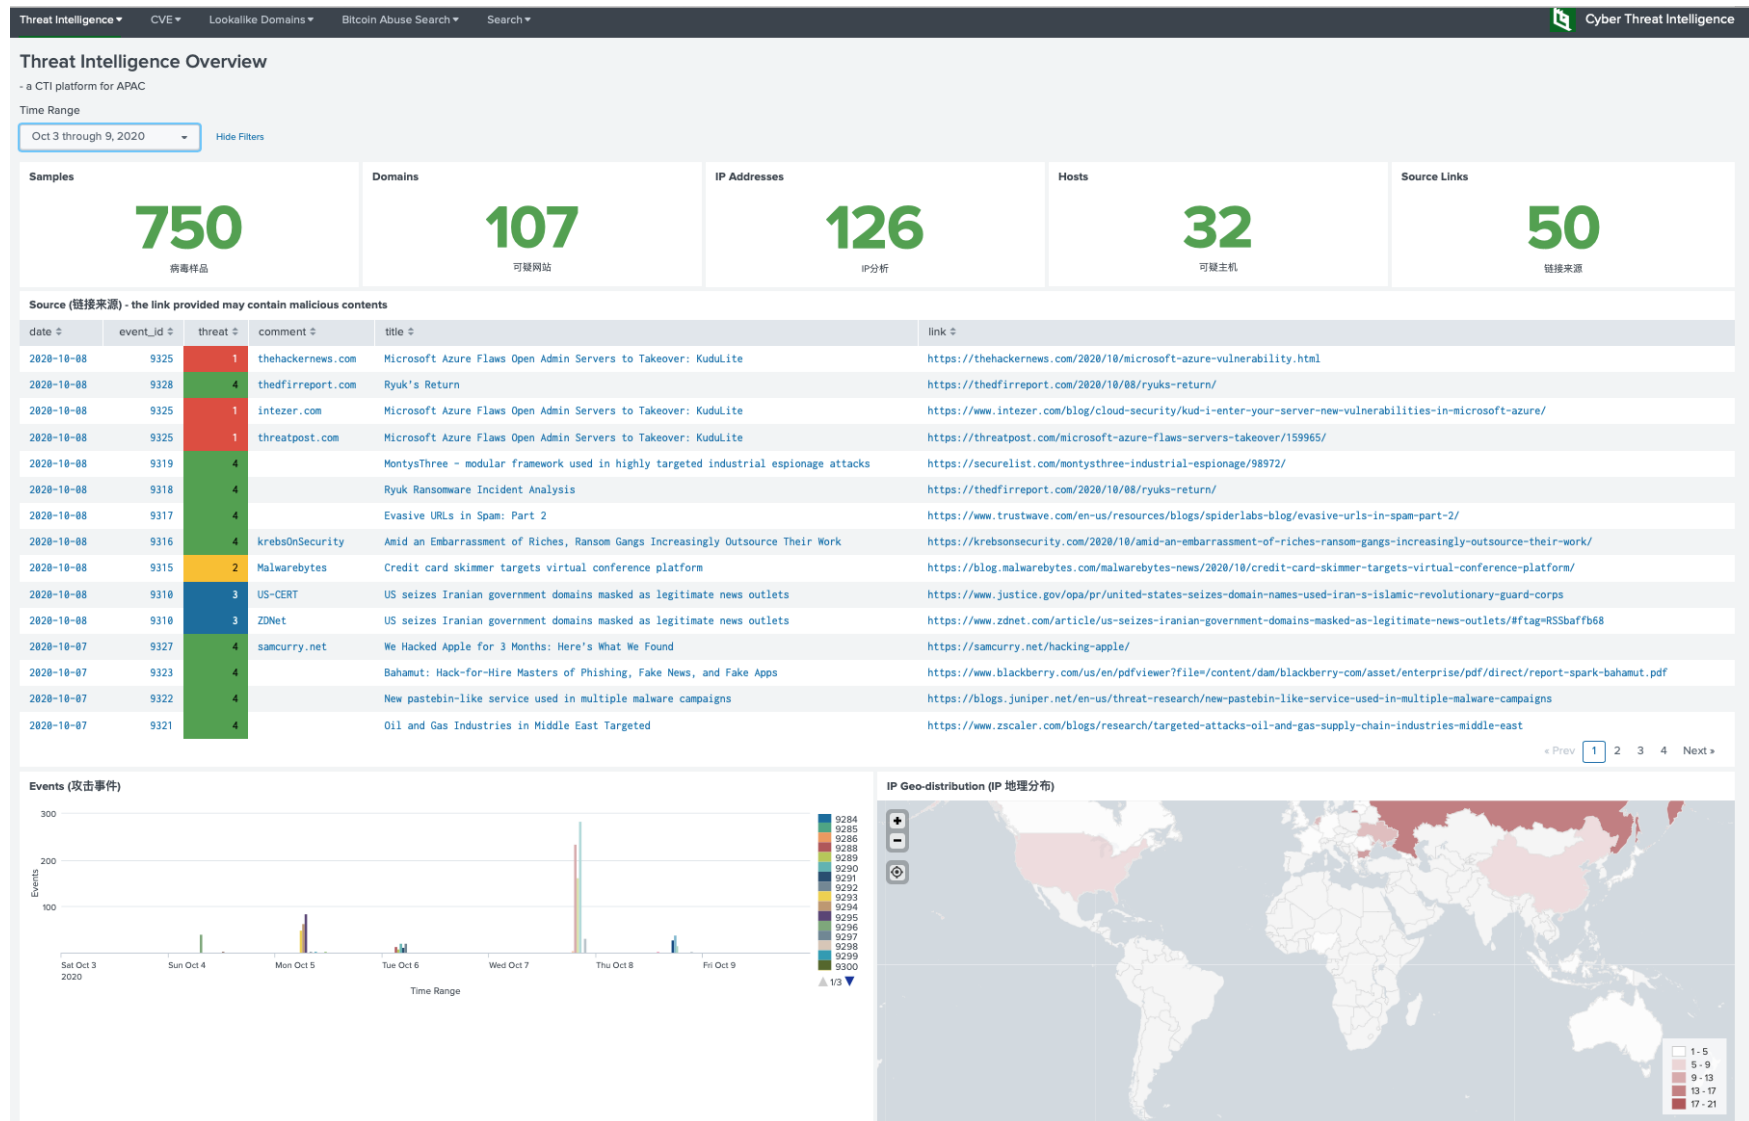 Threat Intelligence CVE Lookalike Domains Bitcoin Abuse Search Search Cyber Threat Intelligence
Threat Intelligence Overview
- a CTI platform for APAC
Time Range
Oct 3 through 9, 2020 Hide Filters
Samples Domains IP Addresses Hosts Source Links
750 107 126 32 50
病毒样品 可疑网站 IP分析 可疑主机 链接来源
Source (链接来源) - the link provided may contain malicious contents
date event_id threat comment title link
2020-10-08 9325 1 thehackernews.com Microsoft Azure Flaws Open Admin Servers to Takeover: KuduLite https://thehackernews.com/2020/10/microsoft-azure-vulnerability.html
2020-10-08 9328 4 thedfirreport.com Ryuk's Return https://thedfirreport.com/2020/10/08/ryuks-return/
2020-10-08 9325 1 intezer.com Microsoft Azure Flaws Open Admin Servers to Takeover: KuduLite https://www.intezer.com/blog/cloud-security/kud-i-enter-your-server-new-vulnerabilities-in-microsoft-azure/
2020-10-08 9325 1 threatpost.com Microsoft Azure Flaws Open Admin Servers to Takeover: KuduLite https://threatpost.com/microsoft-azure-flaws-servers-takeover/159965/
2020-10-08 9319 4 MontysThree - modular framework used in highly targeted industrial espionage attacks https://securelist.com/montysthree-industrial-espionage/98972/
2020-10-08 9318 4 Ryuk Ransomware Incident Analysis https://thedfirreport.com/2020/10/08/ryuks-return/
2020-10-08 9317 4 Evasive URLs in Spam: Part 2 https://www.trustwave.com/en-us/resources/blogs/spiderlabs-blog/evasive-urls-in-spam-part-2/
2020-10-08 9316 4 krebsOnSecurity Amid an Embarrassment of Riches, Ransom Gangs Increasingly Outsource Their Work https://krebsonsecurity.com/2020/10/amid-an-embarrassment-of-riches-ransom-gangs-increasingly-outsource-their-work/
2020-10-08 9315 2 Malwarebytes Credit card skimmer targets virtual conference platform https://blog.malwarebytes.com/malwarebytes-news/2020/10/credit-card-skimmer-targets-virtual-conference-platform/
2020-10-08 9310 3 US-CERT US seizes Iranian government domains masked as legitimate news outlets https://www.justice.gov/opa/pr/united-states-seizes-domain-names-used-iran-s-islamic-revolutionary-guard-corps
2020-10-08 9310 3 ZDNet US seizes Iranian government domains masked as legitimate news outlets https://www.zdnet.com/article/us-seizes-iranian-government-domains-masked-as-legitimate-news-outlets/#ftag=RSSbaffb68
2020-10-07 9327 4 samcurry.net We Hacked Apple for 3 Months: Here's What We Found https://samcurry.net/hacking-apple/
2020-10-07 9323 4 Bahamut: Hack-for-Hire Masters of Phishing, Fake News, and Fake Apps https://www.blackberry.com/us/en/pdfviewer?file=/content/dam/blackberry-com/asset/enterprise/pdf/direct/report-spark-bahamut.pdf
2020-10-07 9322 4 New pastebin-like service used in multiple malware campaigns https://blogs.juniper.net/en-us/threat-research/new-pastebin-like-service-used-in-multiple-malware-campaigns
2020-10-07 9321 4 Oil and Gas Industries in Middle East Targeted https://www.zscaler.com/blogs/research/targeted-attacks-oil-and-gas-supply-chain-industries-middle-east
« Prev 1 2 3 4 Next »
Events (攻击事件)
300
200
100
Events
Sat Oct 3 Sun Oct 4 Mon Oct 5 Tue Oct 6 Wed Oct 7 Thu Oct 8 Fri Oct 9
2020
Time Range
9284
9285
9286
9288
9289
9290
9291
9292
9293
9294
9295
9296
9297
9298
9299
9300
1/3
IP Geo-distribution (IP 地理分布)
+
−
1 - 5
5 - 9
9 - 13
13 - 17
17 - 21